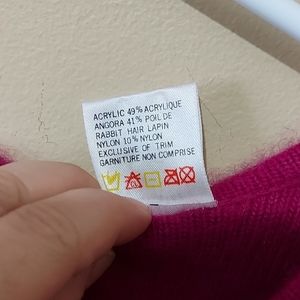 ACRYLIC 49% ACRYLIQUE
ANGORA 41% POIL DE
RABBIT HAIR LAPIN
NYLON 10% NYLON
EXCLUSIVE OF TRIM
GARNITURE NON COMPRISE